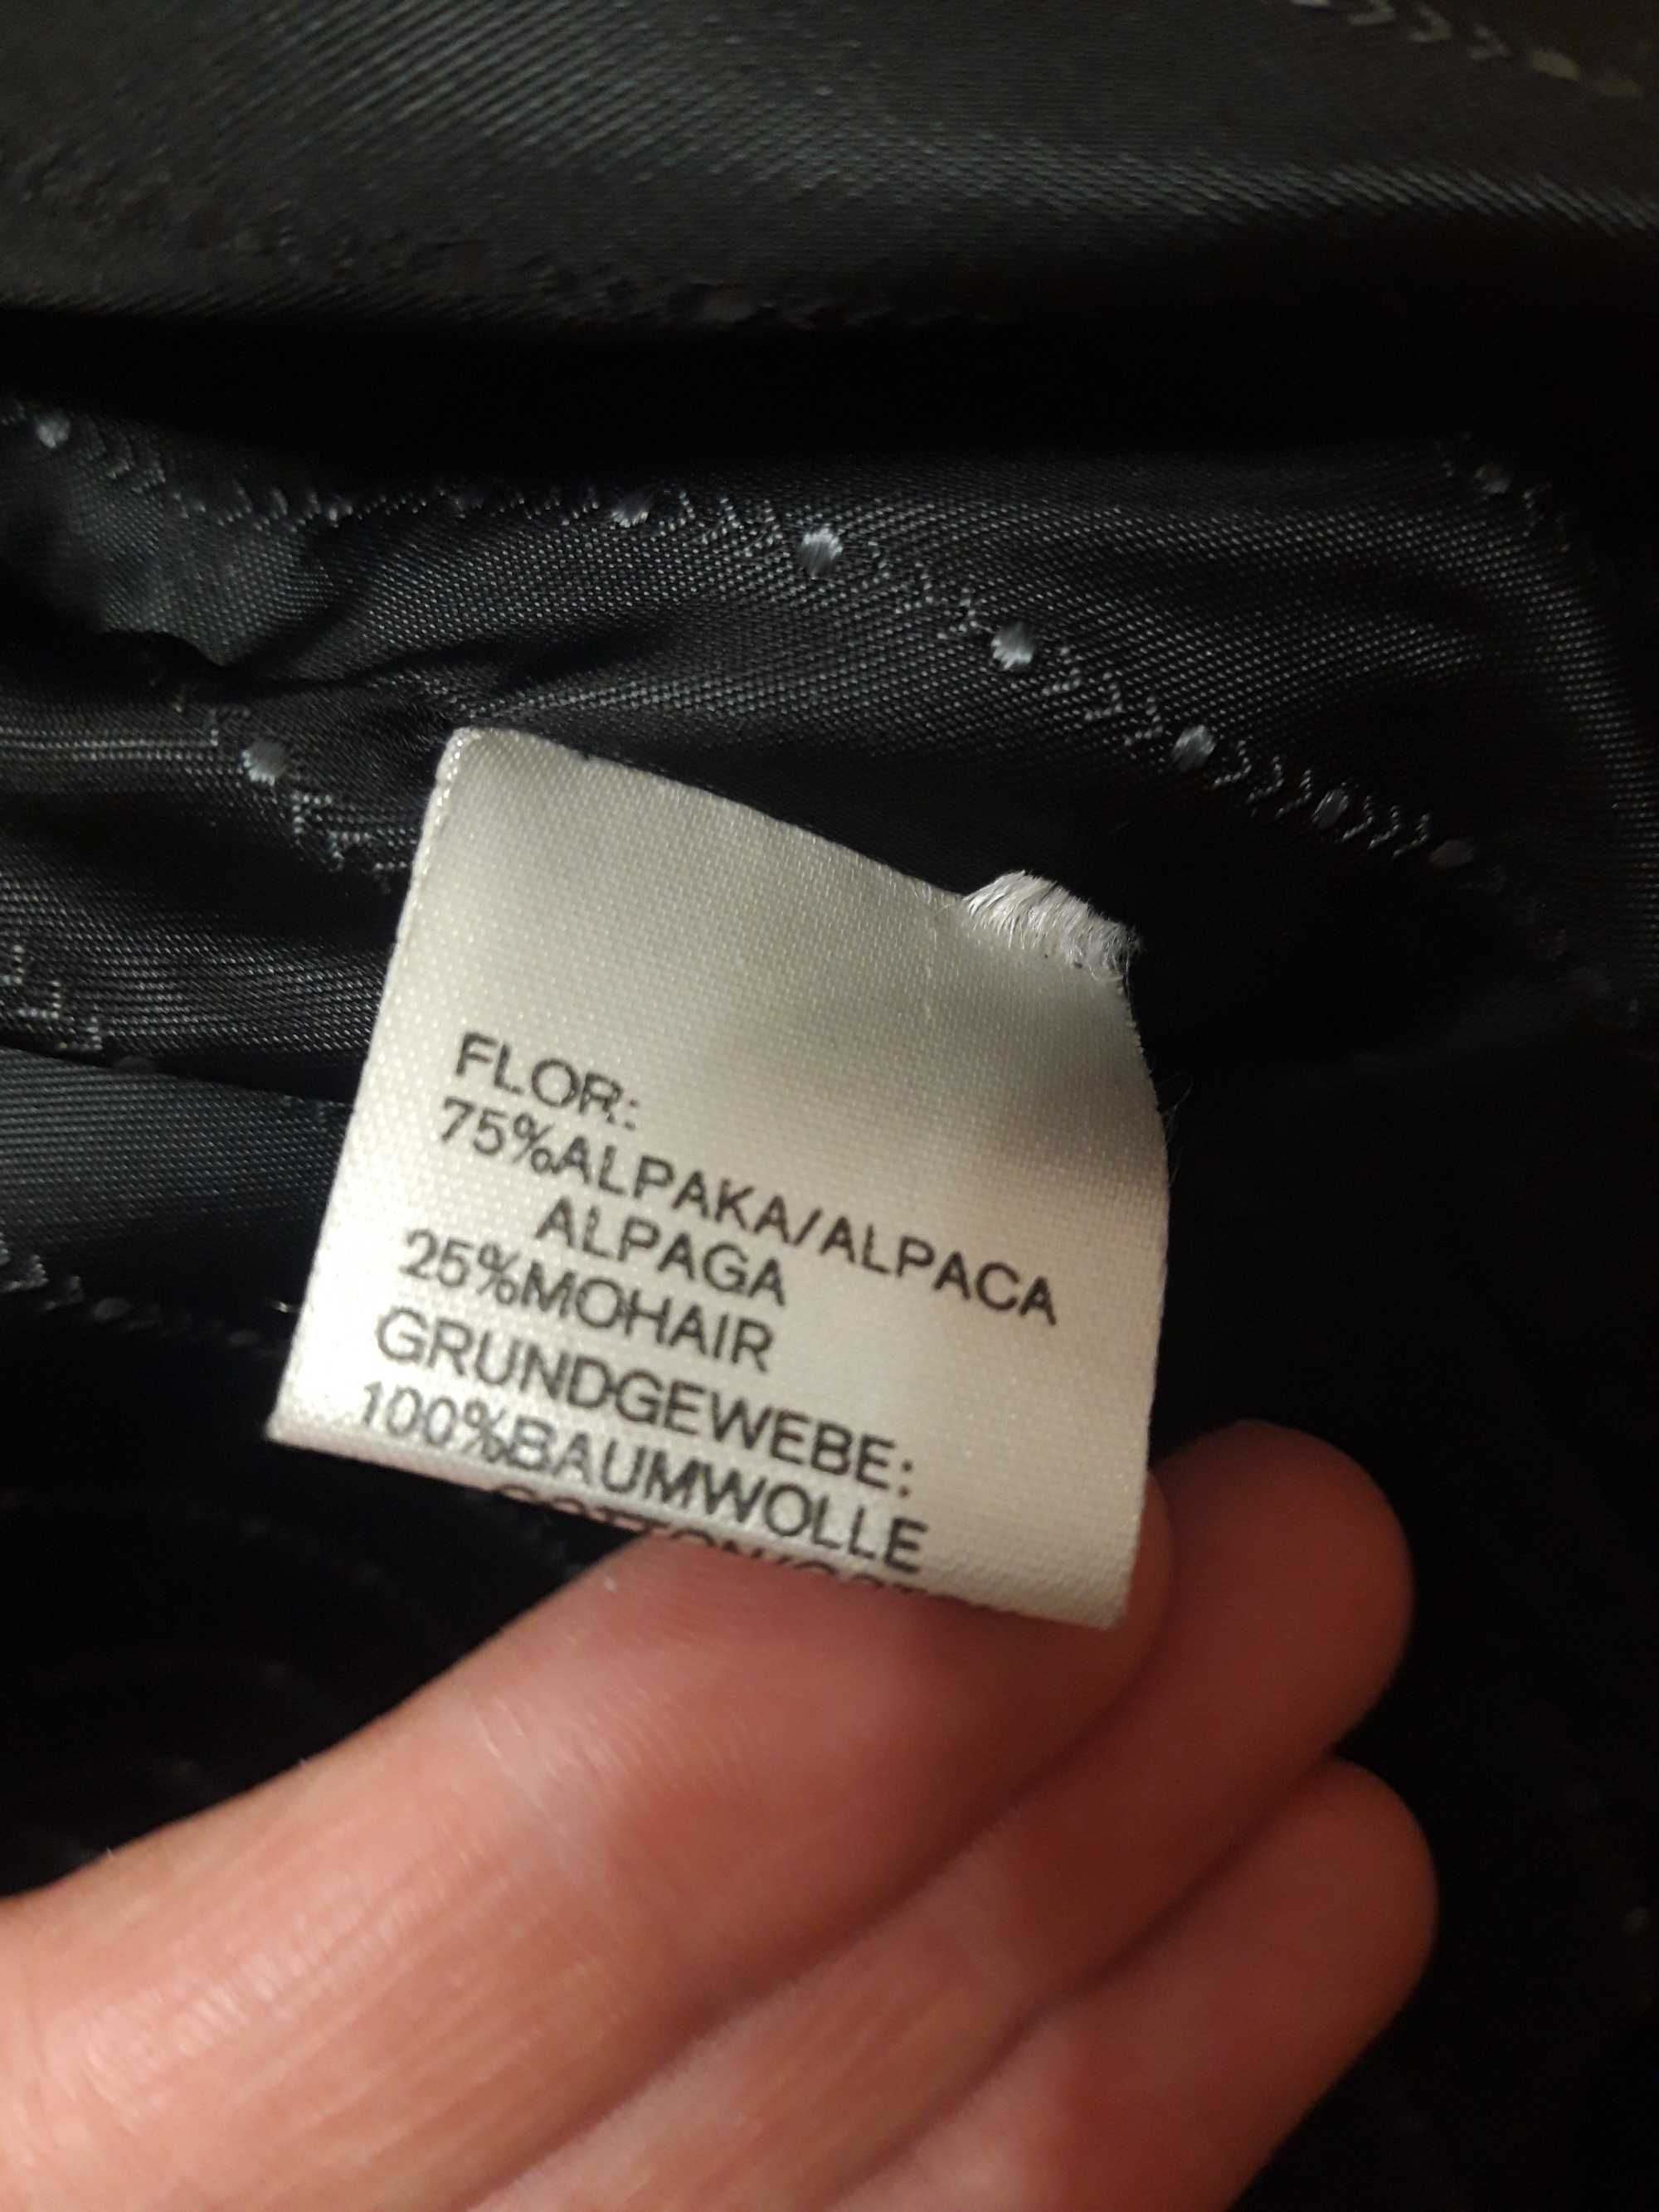 FLOR:
75%ALPAKA/ALPACA
ALPAGA
25%MOHAIR
GRUNDGEWEBE:
100%BAUMWOLLE